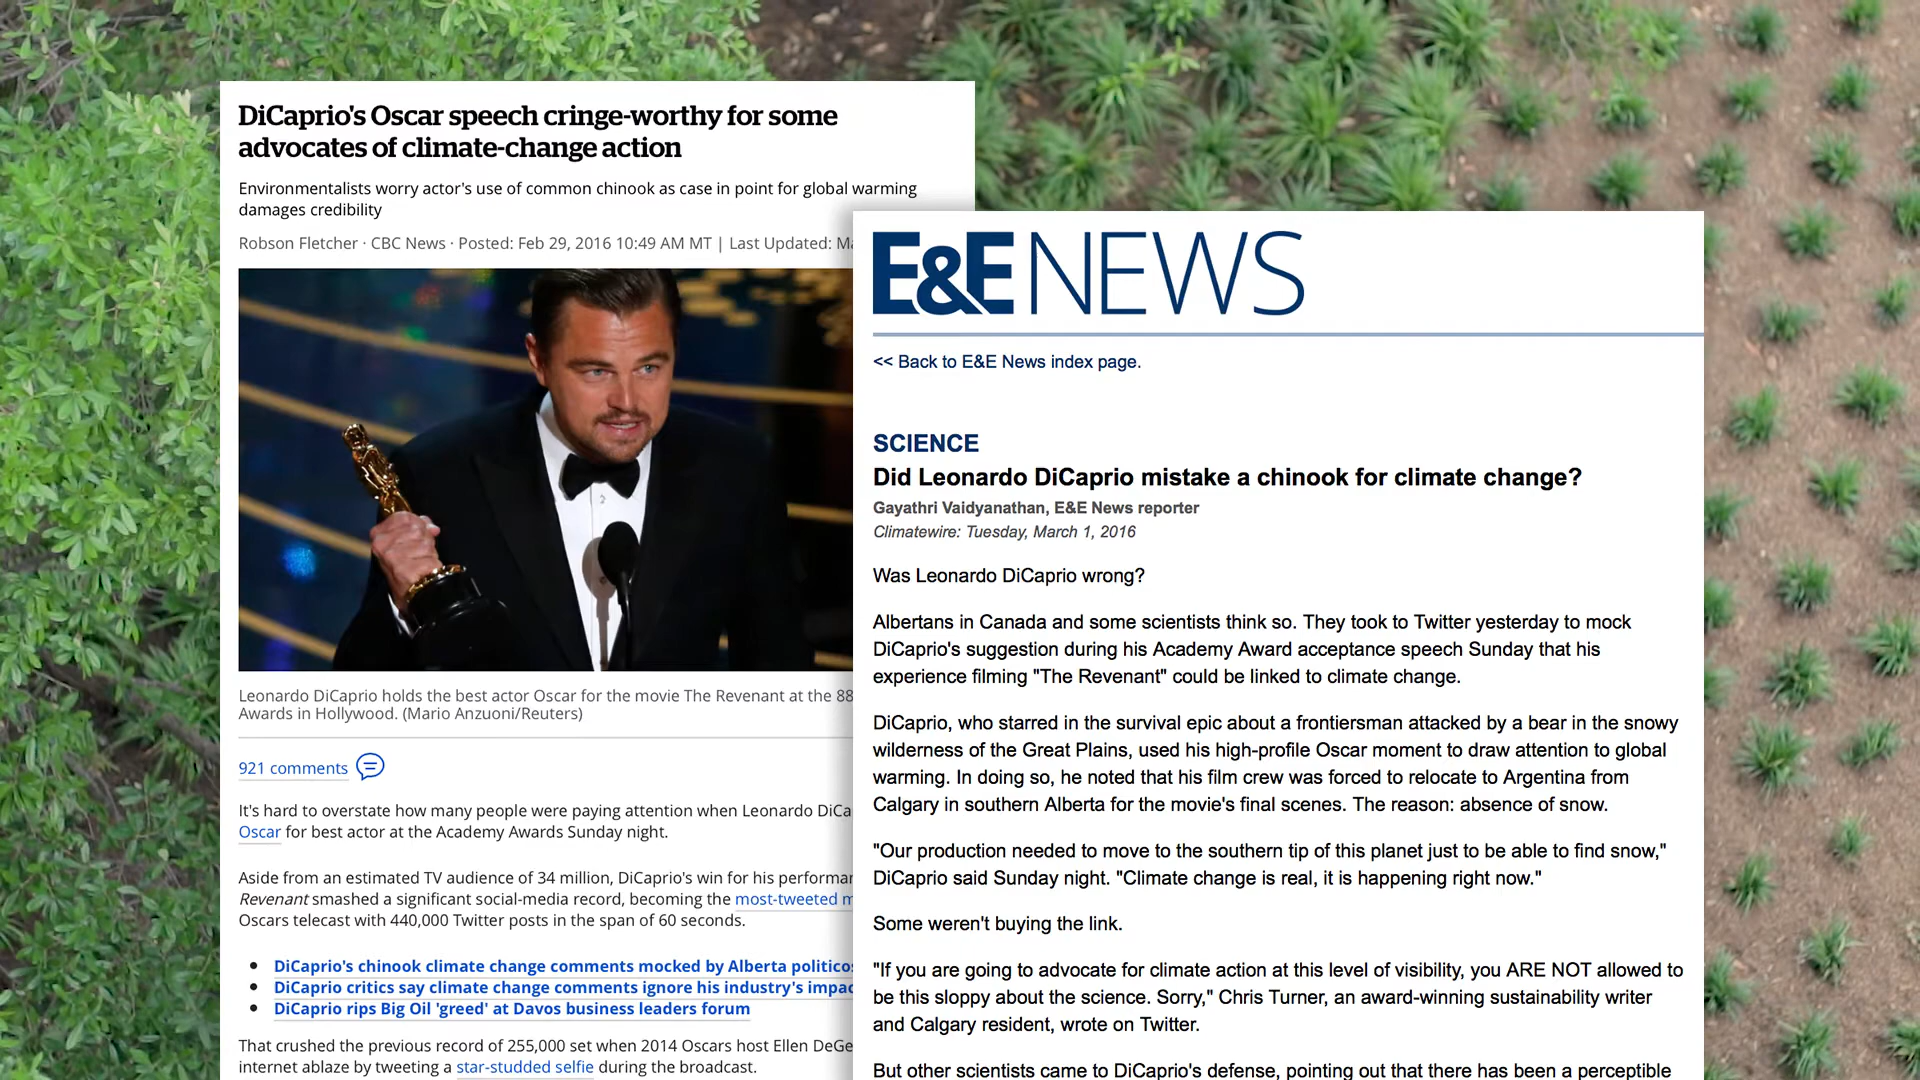 DiCaprio's Oscar speech cringe-worthy for some
advocates of climate-change action
Environmentalists worry actor's use of common chinook as case in point for global warming
damages credibility
Robson Fletcher · CBC News · Posted: Feb 29, 2016 10:49 AM MT | Last Updated:
Leonardo DiCaprio holds the best actor Oscar for the movie The Revenant at the 88
Awards in Hollywood. (Mario Anzuoni/Reuters)
921 comments
It's hard to overstate how many people were paying attention when Leonardo
Oscar for best actor at the Academy Awards Sunday night.
Aside from an estimated TV audience of 34 million, DiCaprio's win for his
Revenant smashed a significant social-media record, becoming the most-tweeted
Oscars telecast with 440,000 Twitter posts in the span of 60 seconds.
• DiCaprio's chinook climate change comments mocked by Alberta
• DiCaprio critics say climate change comments ignore his industry's
• DiCaprio rips Big Oil 'greed' at Davos business leaders forum
That crushed the previous record of 255,000 set when 2014 Oscars host Ellen
internet ablaze by tweeting a star-studded selfie during the broadcast.
E&E NEWS
<< Back to E&E News index page.
SCIENCE
Did Leonardo DiCaprio mistake a chinook for climate change?
Gayathri Vaidyanathan, E&E News reporter
Climatewire: Tuesday, March 1, 2016
Was Leonardo DiCaprio wrong?
Albertans in Canada and some scientists think so. They took to Twitter yesterday to mock
DiCaprio's suggestion during his Academy Award acceptance speech Sunday that his
experience filming "The Revenant" could be linked to climate change.
DiCaprio, who starred in the survival epic about a frontiersman attacked by a bear in the snowy
wilderness of the Great Plains, used his high-profile Oscar moment to draw attention to global
warming. In doing so, he noted that his film crew was forced to relocate to Argentina from
Calgary in southern Alberta for the movie's final scenes. The reason: absence of snow.
"Our production needed to move to the southern tip of this planet just to be able to find snow,"
DiCaprio said Sunday night. "Climate change is real, it is happening right now."
Some weren't buying the link.
"If you are going to advocate for climate action at this level of visibility, you ARE NOT allowed to
be this sloppy about the science. Sorry," Chris Turner, an award-winning sustainability writer
and Calgary resident, wrote on Twitter.
But other scientists came to DiCaprio's defense, pointing out that there has been a perceptible